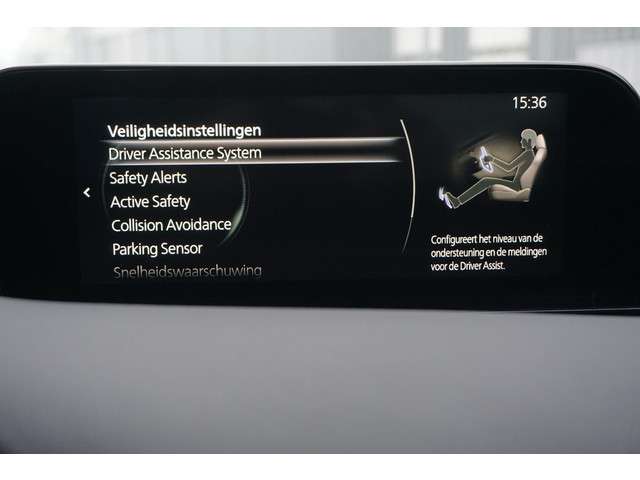 15:36
Veiligheidsinstellingen
Driver Assistance System
Safety Alerts
Active Safety
Collision Avoidance
Parking Sensor
Snelheidswaarschuwing
Configureert het niveau van de
ondersteuning en de meldingen
voor de Driver Assist.